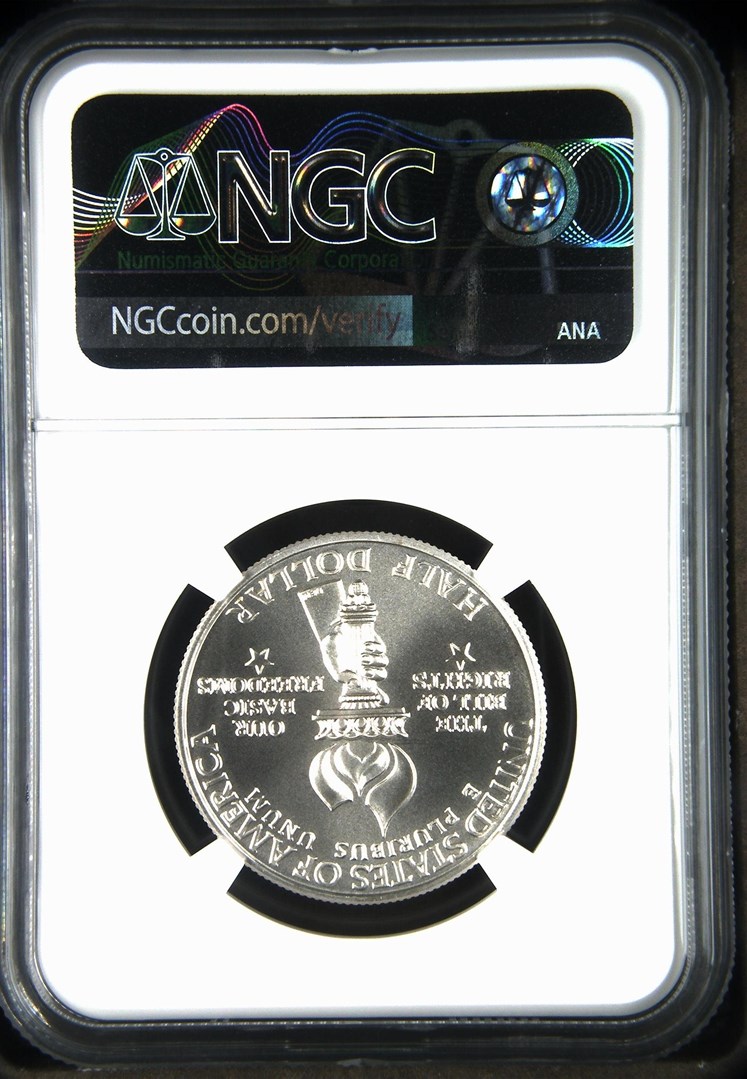 NGC
Numismatic Guaranty Corporation
NGCcoin.com/verify
ANA
UNITED STATES OF AMERICA
E PLURIBUS UNUM
THE
BILL OF
RIGHTS
OUR
BASIC
FREEDOMS
HALF DOLLAR